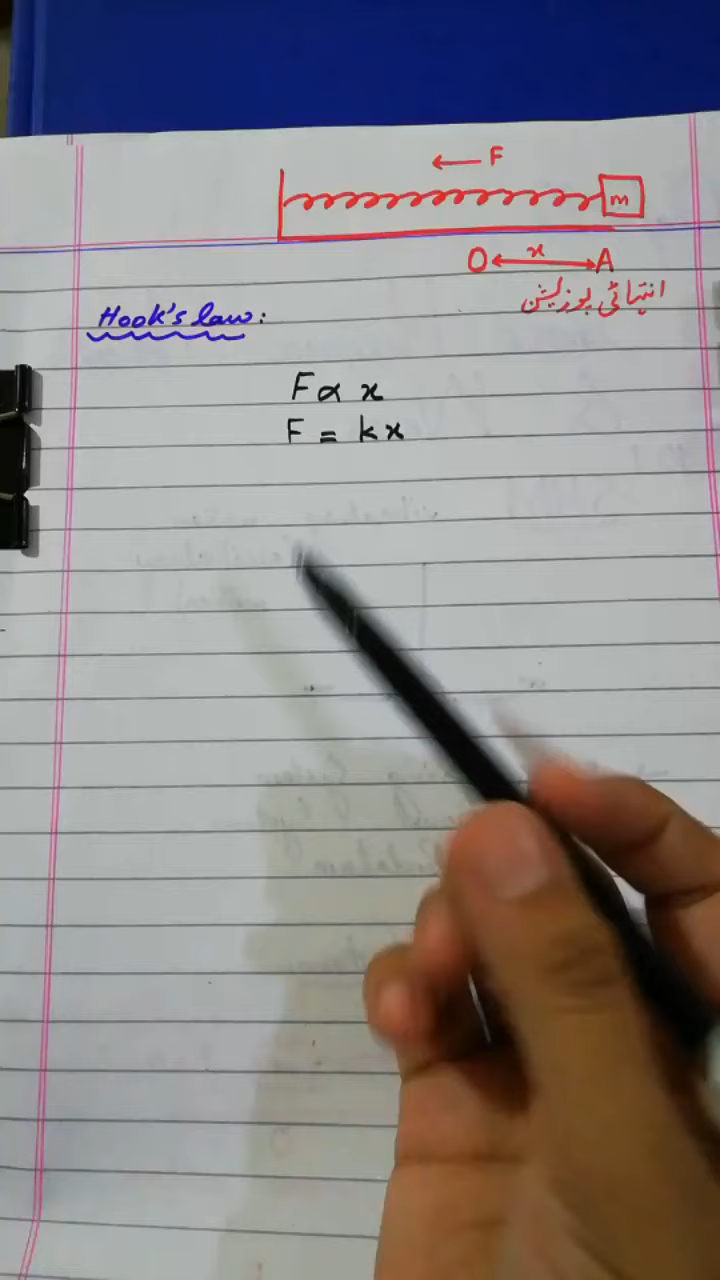 ← F
m
O ← x → A
انتہائی پوزیشن
Hook's law:
F ∝ x
F = kx